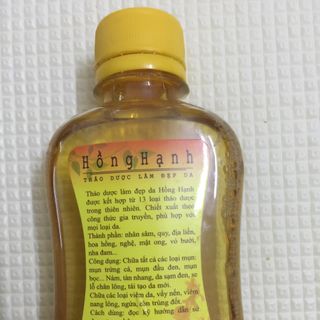 Hồng Hạnh
THẢO DƯỢC LÀM ĐẸP DA
Thảo dược làm đẹp da Hồng Hạnh
được kết hợp từ 13 loại thảo dược
trong thiên nhiên. Chiết xuất theo
công thức gia truyền, phù hợp với
mọi loại da.
Thành phần: nhân sâm, quy, địa liền,
hoa hồng, nghệ, mật ong, vỏ bưởi,
nha đam...
Công dụng: Chữa tất cả các loại mụn:
mụn trứng cá, mụn đầu đen, mụn
bọc... Nám, tàn nhang, da sạm đen, se
lỗ chân lông, tái tạo da mới.
Chữa các loại viêm da, vẩy nến, viêm
nang lông, ngứa, côn trùng đốt.
Cách dùng: đọc kỹ hướng dẫn sử